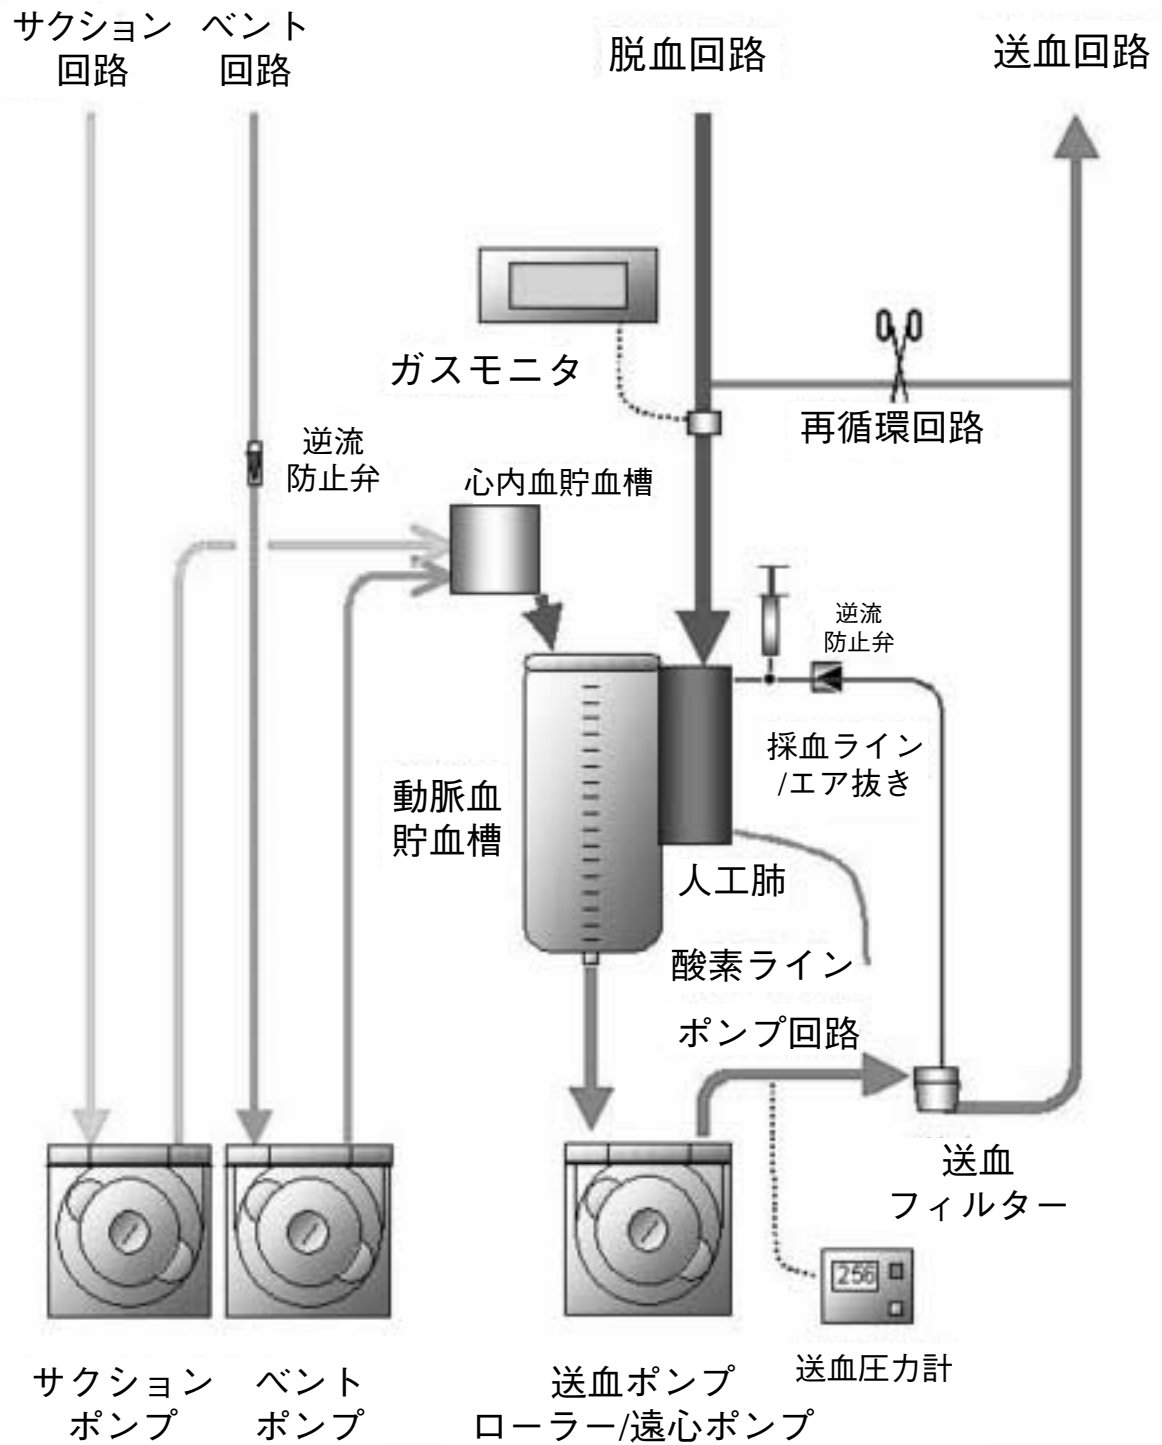 サクション
回路
ベント
回路
脱血回路
送血回路
ガスモニタ
再循環回路
逆流
防止弁
心内血貯血槽
逆流
防止弁
採血ライン
/エア抜き
動脈血
貯血槽
人工肺
酸素ライン
ポンプ回路
送血
フィルター
256
送血圧力計
サクション
ポンプ
ベント
ポンプ
送血ポンプ
ローラー/遠心ポンプ